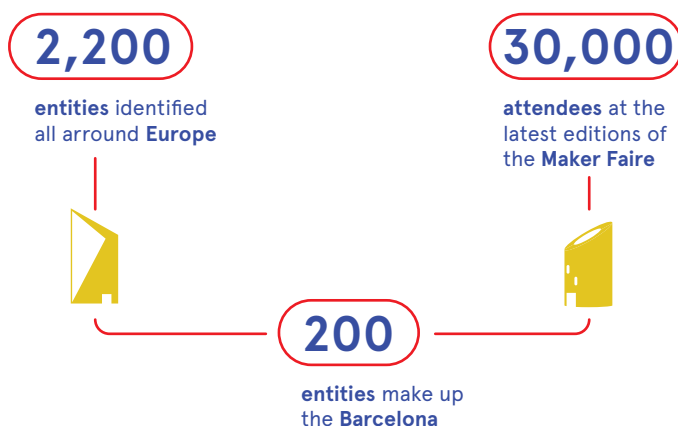 2,200
entities identified
all arround Europe
30,000
attendees at the
latest editions of
the Maker Faire
200
entities make up
the Barcelona